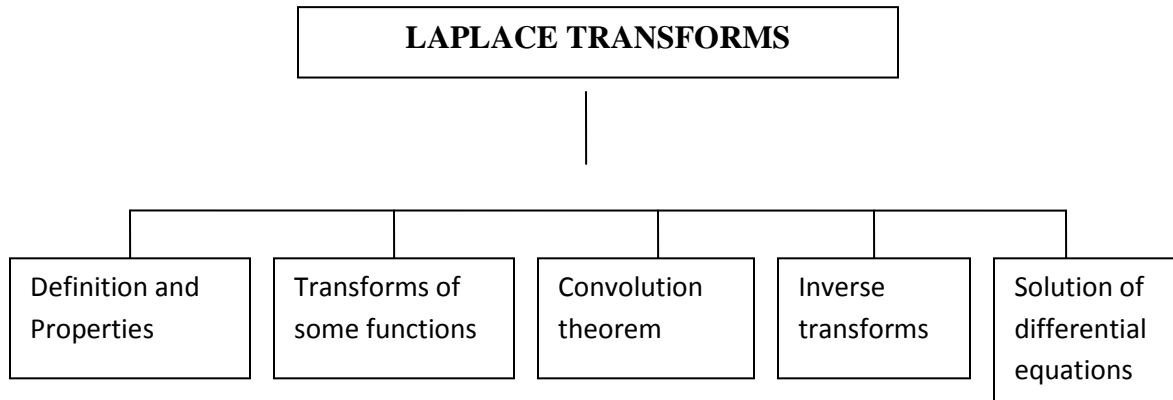 LAPLACE TRANSFORMS
Definition and
Properties
Transforms of
some functions
Convolution
theorem
Inverse
transforms
Solution of
differential
equations